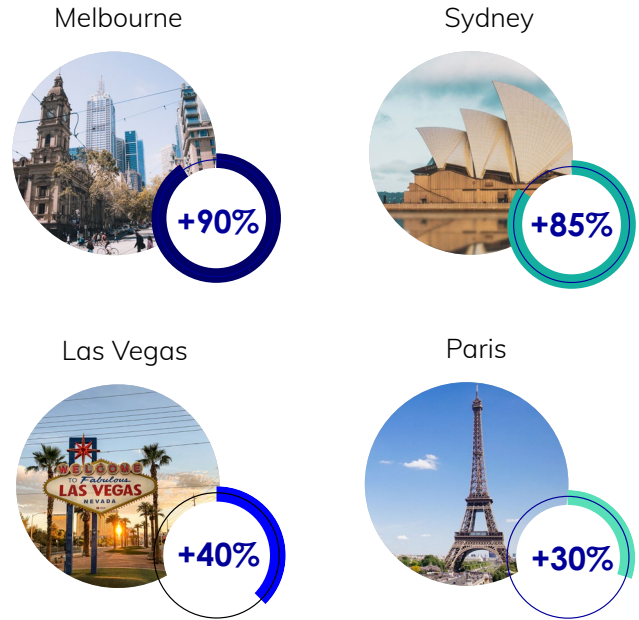 Melbourne
Sydney
+90%
+85%
Las Vegas
Paris
WELCOME
TO Fabulous
LAS VEGAS
NEVADA
+40%
+30%